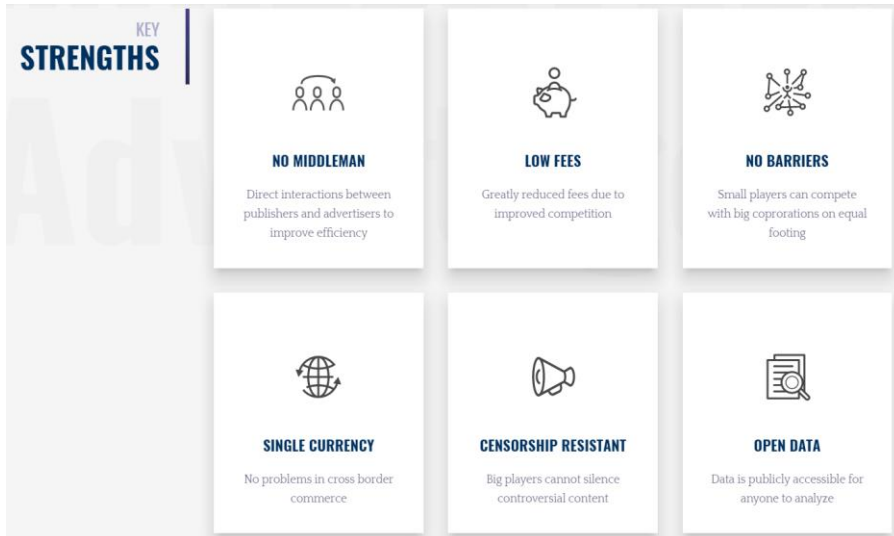 KEY
STRENGTHS
NO MIDDLEMAN
Direct interactions between
publishers and advertisers to
improve efficiency
LOW FEES
Greatly reduced fees due to
improved competition
NO BARRIERS
Small players can compete
with big coprorations on equal
footing
SINGLE CURRENCY
No problems in cross border
commerce
CENSORSHIP RESISTANT
Big players cannot silence
controversial content
OPEN DATA
Data is publicly accessible for
anyone to analyze